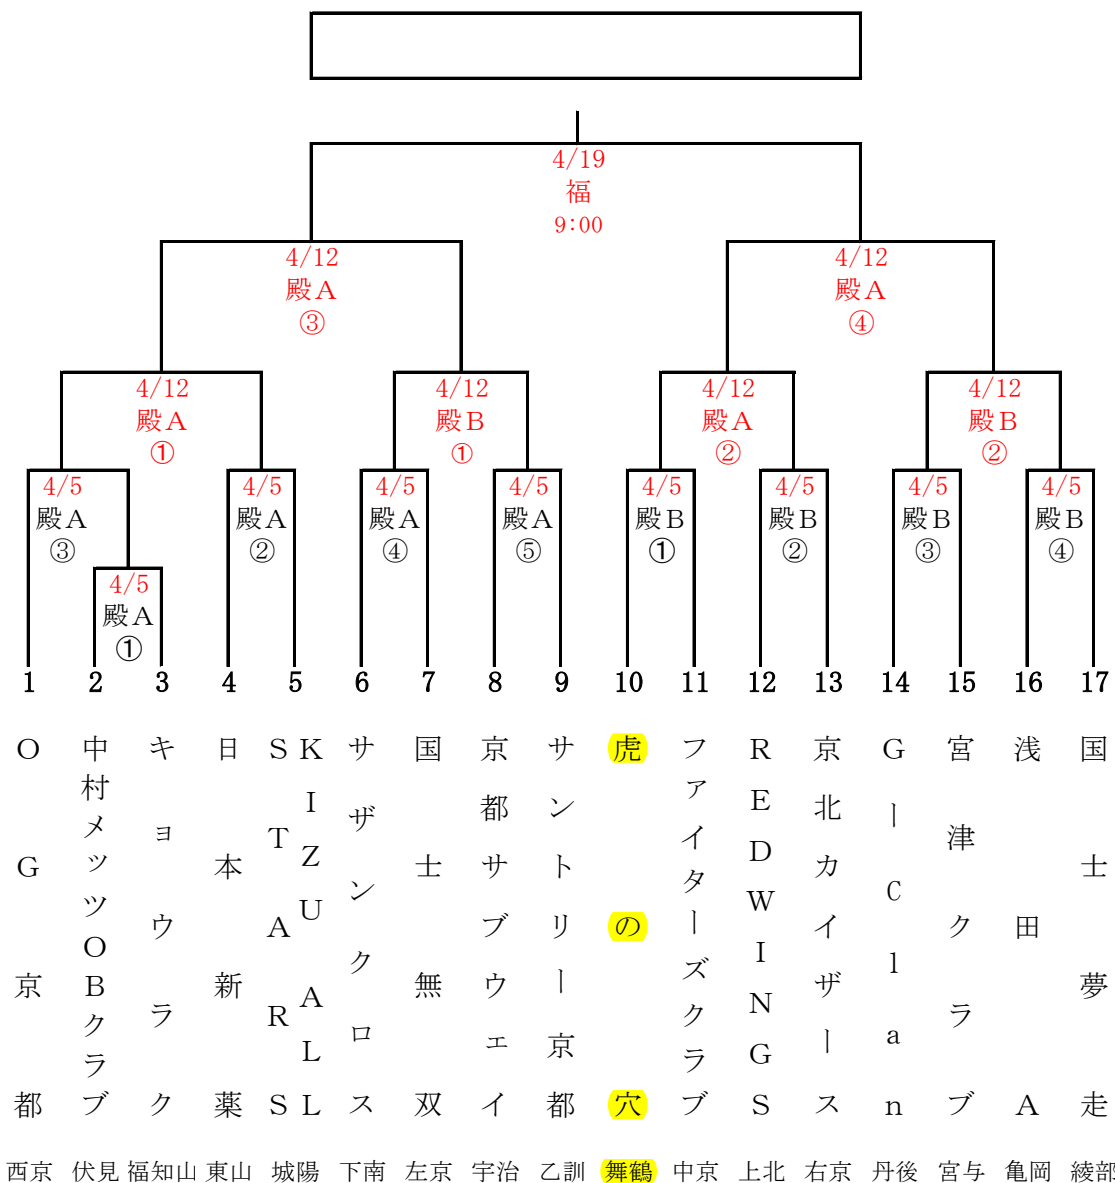 4/19
福
9:00
4/12
殿A
③
4/12
殿A
④
4/12
殿A
①
4/12
殿B
①
4/12
殿A
②
4/12
殿B
②
4/5
殿A
③
4/5
殿A
②
4/5
殿A
④
4/5
殿A
⑤
4/5
殿B
①
4/5
殿B
②
4/5
殿B
③
4/5
殿B
④
4/5
殿A
①
1 2 3 4 5 6 7 8 9 10 11 12 13 14 15 16 17
OG京都
中村メッツOBクラブ
キョウラク
日本新薬
KIZU ALL
STARS
サザンクロス
国士無双
京都サブウェイ
サントリー京都
虎の穴
ファイターズクラブ
REDWINGS
京北カイザース
GーClan
宮津クラブ
浅田A
国士夢走
西京 伏見 福知山 東山 城陽 下南 左京 宇治 乙訓 舞鶴 中京 上北 右京 丹後 宮与 亀岡 綾部